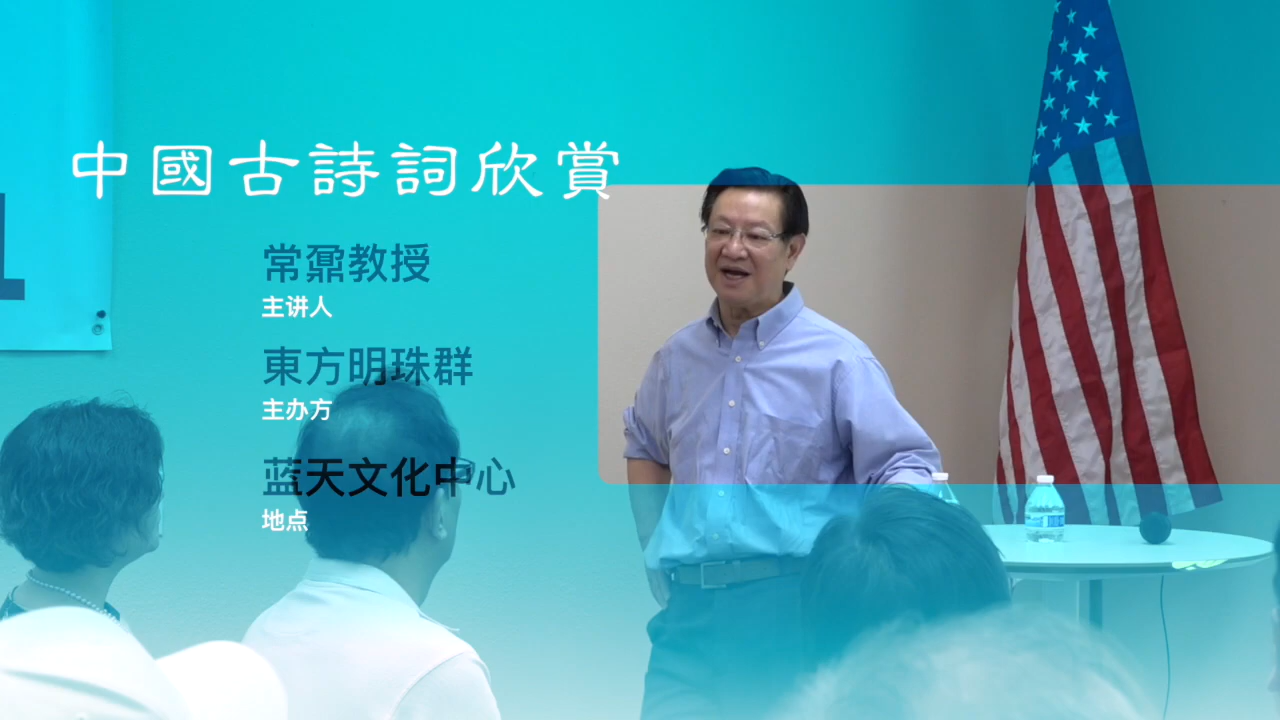 中國古詩詞欣賞
常鼐教授
主讲人
東方明珠群
主办方
蓝天文化中心
地点